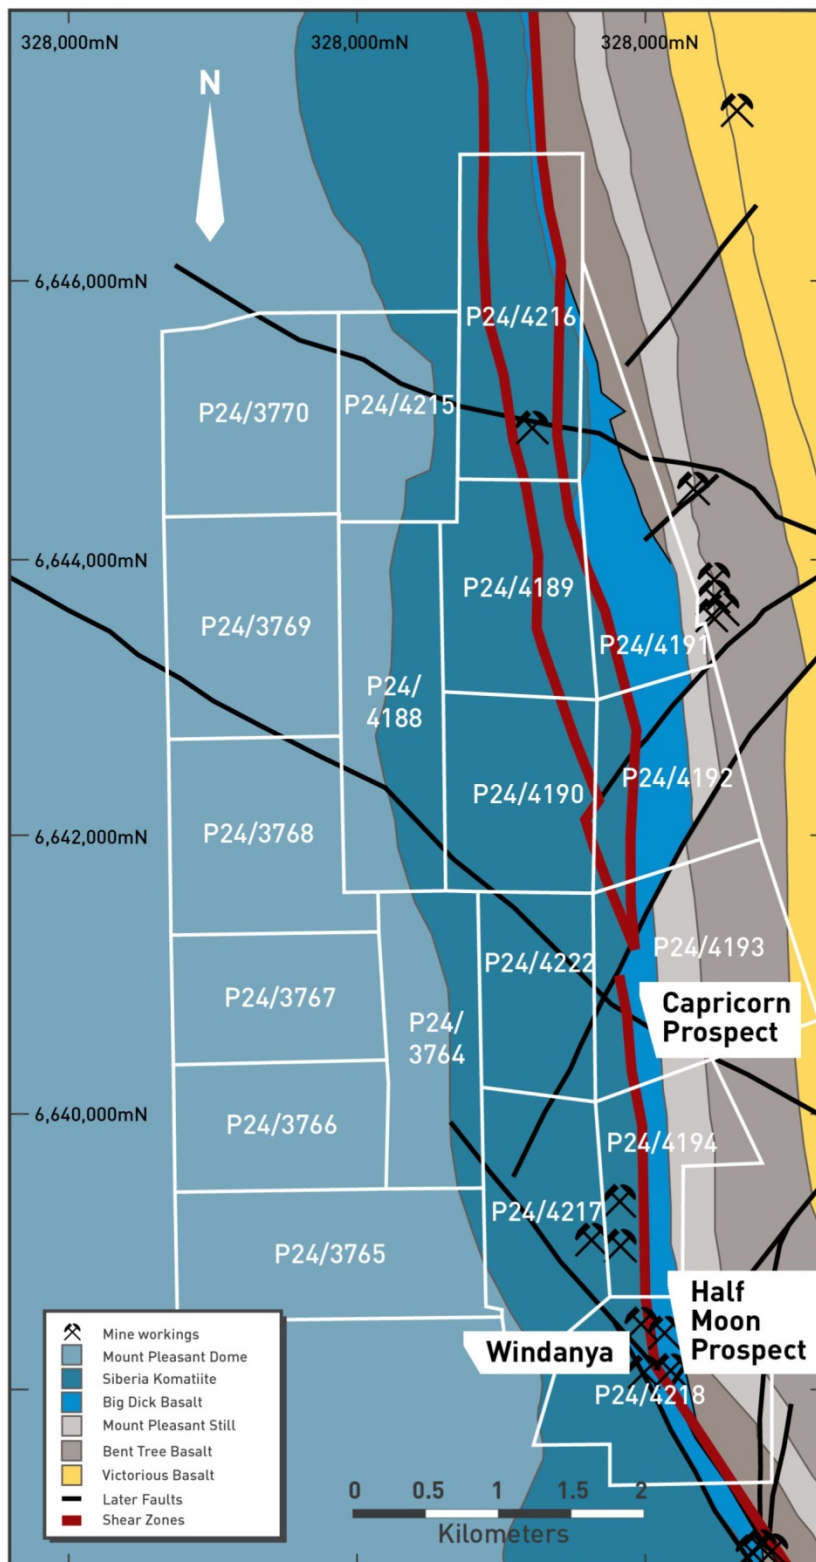 328,000mN
328,000mN
328,000mN
N
6,646,000mN
P24/4216
P24/3770
P24/4215
6,644,000mN
P24/4189
P24/3769
P24/4191
P24/
4188
P24/4192
P24/4190
6,642,000mN
P24/3768
P24/4193
P24/4222
P24/3767
Capricorn
Prospect
P24/
3764
6,640,000mN
P24/3766
P24/4194
P24/4217
P24/3765
Half
Moon
Prospect
Windanya
P24/4218
Mine workings
Mount Pleasant Dome
Siberia Komatiite
Big Dick Basalt
Mount Pleasant Still
Bent Tree Basalt
Victorious Basalt
Later Faults
Shear Zones
0 0.5 1 1.5 2
Kilometers